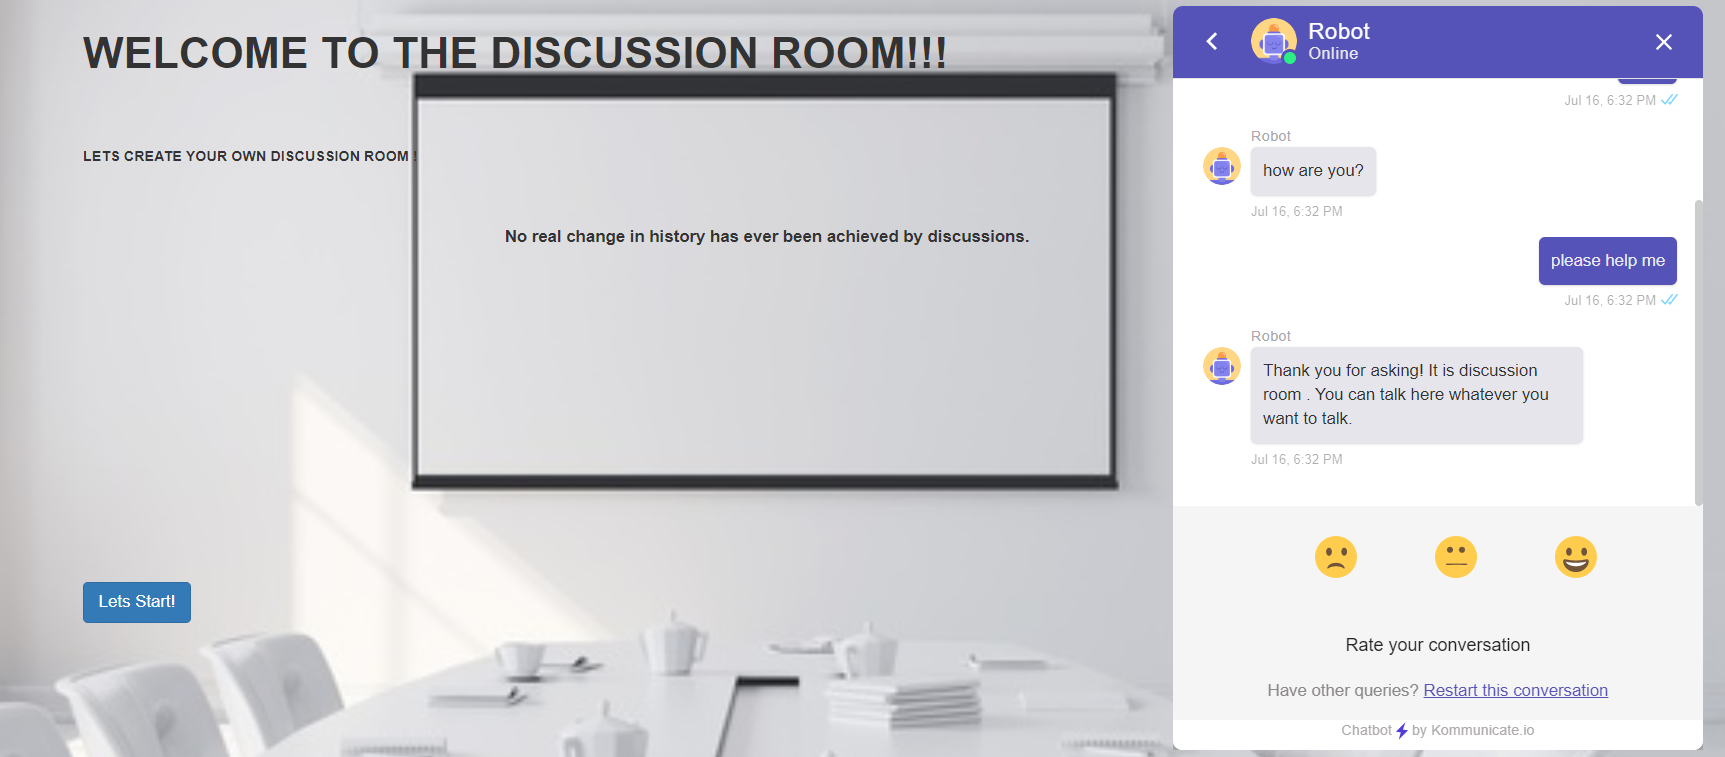 WELCOME TO THE DISCUSSION ROOM!!!
LETS CREATE YOUR OWN DISCUSSION ROOM !
No real change in history has ever been achieved by discussions.
Lets Start!
Robot
Online
Jul 16, 6:32 PM
Robot
how are you?
Jul 16, 6:32 PM
please help me
Jul 16, 6:32 PM
Robot
Thank you for asking! It is discussion
room . You can talk here whatever you
want to talk.
Jul 16, 6:32 PM
Rate your conversation
Have other queries? Restart this conversation
Chatbot by Kommunicate.io